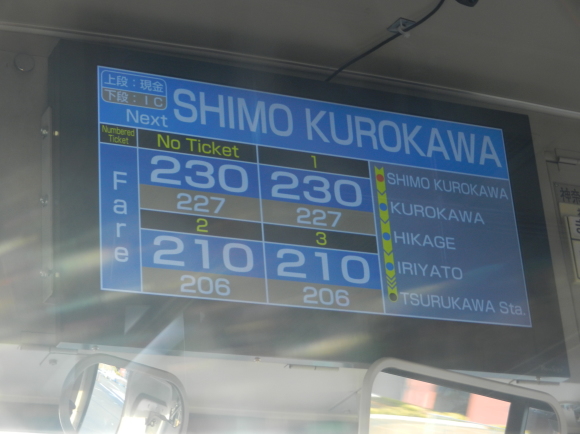 上段：現金
下段：IC
Next SHIMO KUROKAWA
Numbered Ticket
No Ticket 1
Fare
230 230
227 227
2 3
210 210
206 206
SHIMO KUROKAWA
KUROKAWA
HIKAGE
IRIYATO
TSURUKAWA Sta.